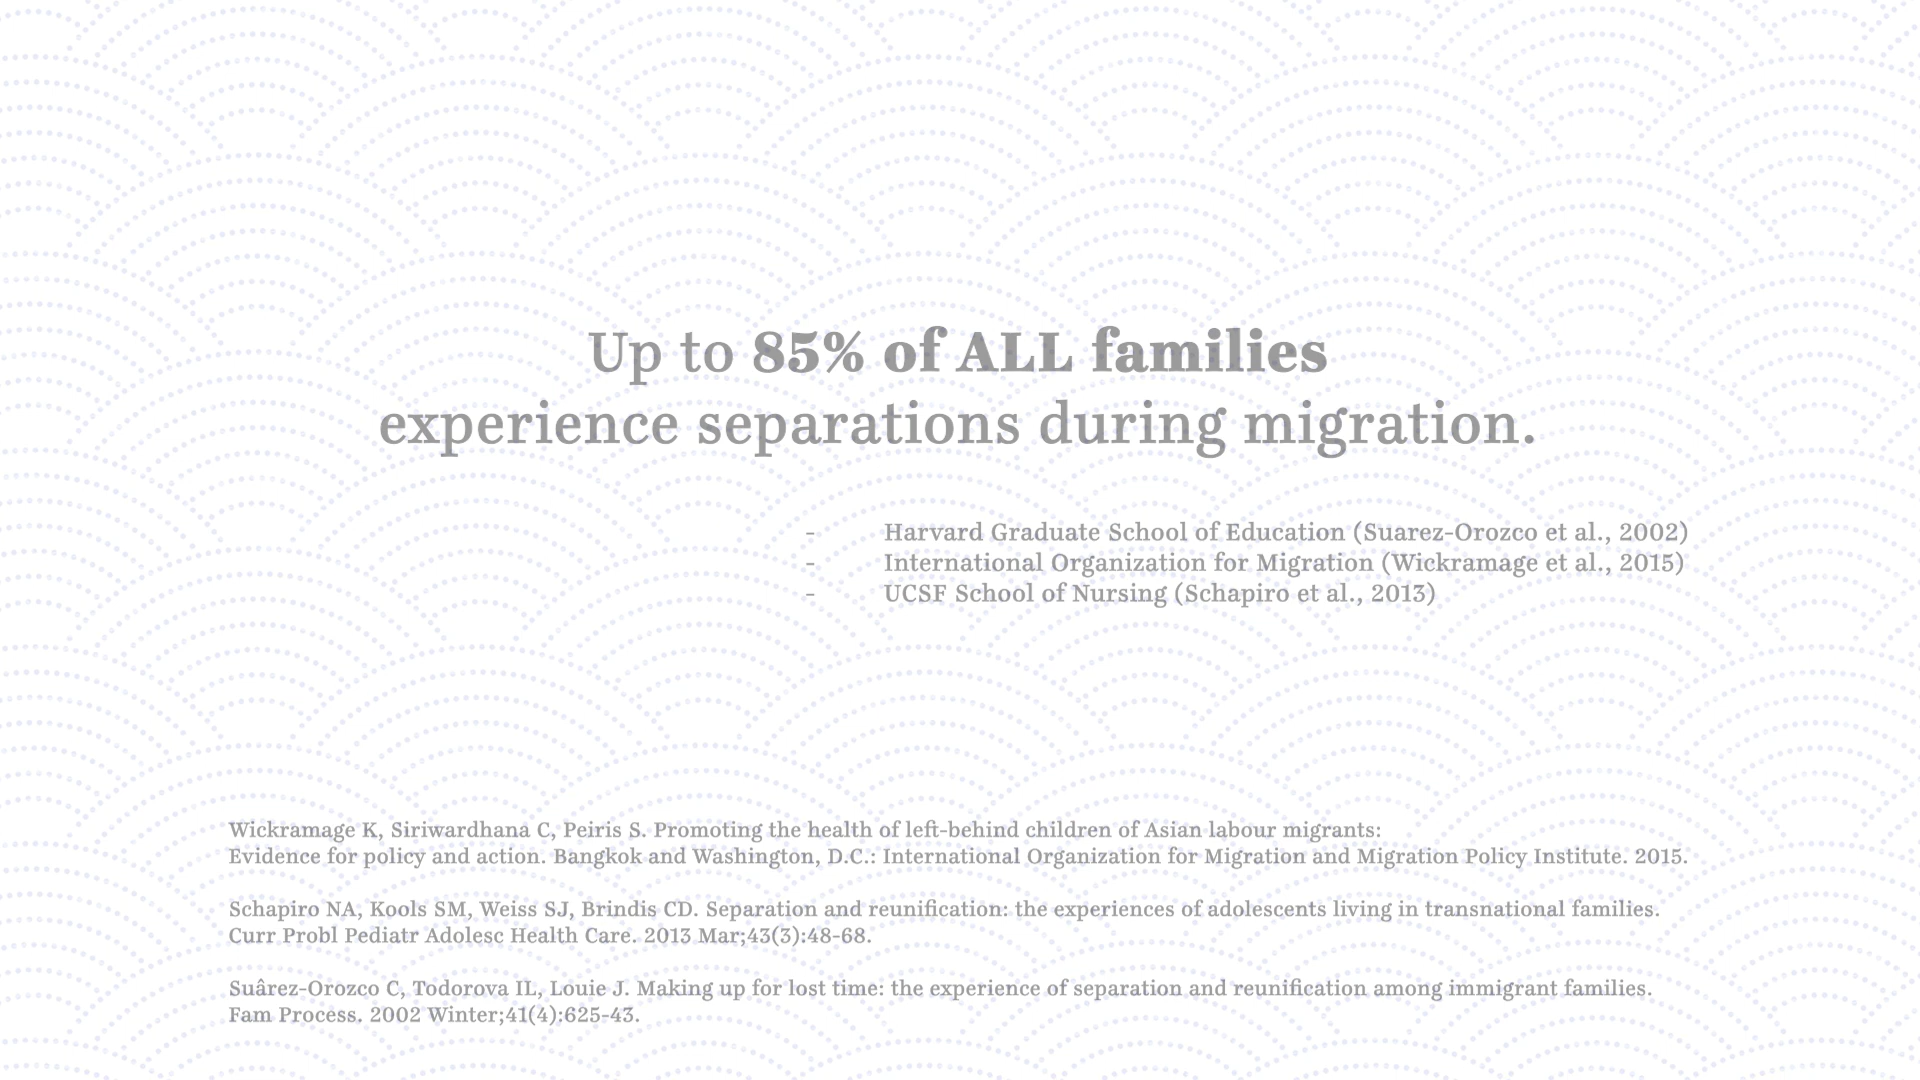 Up to 85% of ALL families
experience separations during migration.
- Harvard Graduate School of Education (Suarez-Orozco et al., 2002)
- International Organization for Migration (Wickramage et al., 2015)
- UCSF School of Nursing (Schapiro et al., 2013)
Wickramage K, Siriwardhana C, Peiris S. Promoting the health of left-behind children of Asian labour migrants:
Evidence for policy and action. Bangkok and Washington, D.C.: International Organization for Migration and Migration Policy Institute. 2015.
Schapiro NA, Kools SM, Weiss SJ, Brindis CD. Separation and reunification: the experiences of adolescents living in transnational families.
Curr Probl Pediatr Adolesc Health Care. 2013 Mar;43(3):48-68.
Suârez-Orozco C, Todorova IL, Louie J. Making up for lost time: the experience of separation and reunification among immigrant families.
Fam Process. 2002 Winter;41(4):625-43.